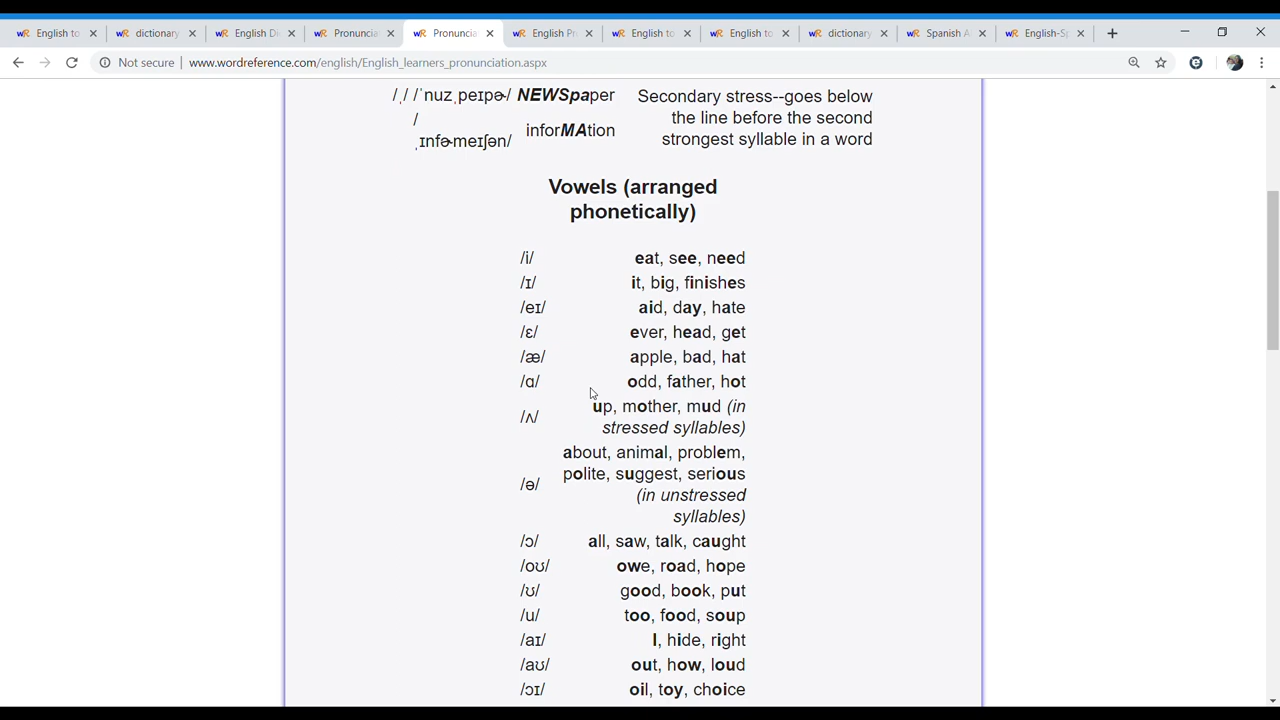 English to
dictionary
English Di
Pronuncia
Pronuncia
English Pr
English to
English to
dictionary
Spanish A
English-Sp
Not secure | www.wordreference.com/english/English_learners_pronunciation.aspx
/ˌ/ /ˈnuzˌpeɪpɚ/ NEWSpaper Secondary stress--goes below
/ the line before the second
ˌɪnfɚmeɪʃən/ inforMAtion strongest syllable in a word
Vowels (arranged
phonetically)
/i/ eat, see, need
/ɪ/ it, big, finishes
/eɪ/ aid, day, hate
/ɛ/ ever, head, get
/æ/ apple, bad, hat
/ɑ/ odd, father, hot
/ʌ/ up, mother, mud (in
stressed syllables)
about, animal, problem,
polite, suggest, serious
/ə/ (in unstressed
syllables)
/ɔ/ all, saw, talk, caught
/oʊ/ owe, road, hope
/ʊ/ good, book, put
/u/ too, food, soup
/aɪ/ I, hide, right
/aʊ/ out, how, loud
/ɔɪ/ oil, toy, choice